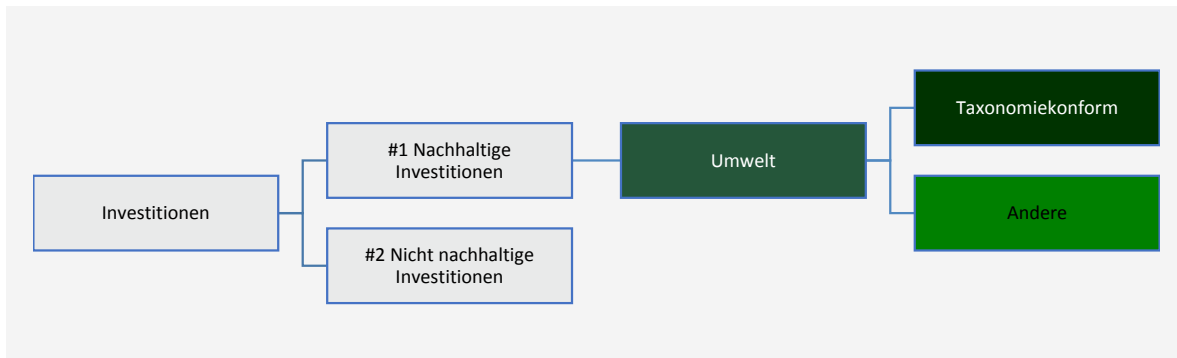 Investitionen
#1 Nachhaltige
Investitionen
#2 Nicht nachhaltige
Investitionen
Umwelt
Taxonomiekonform
Andere